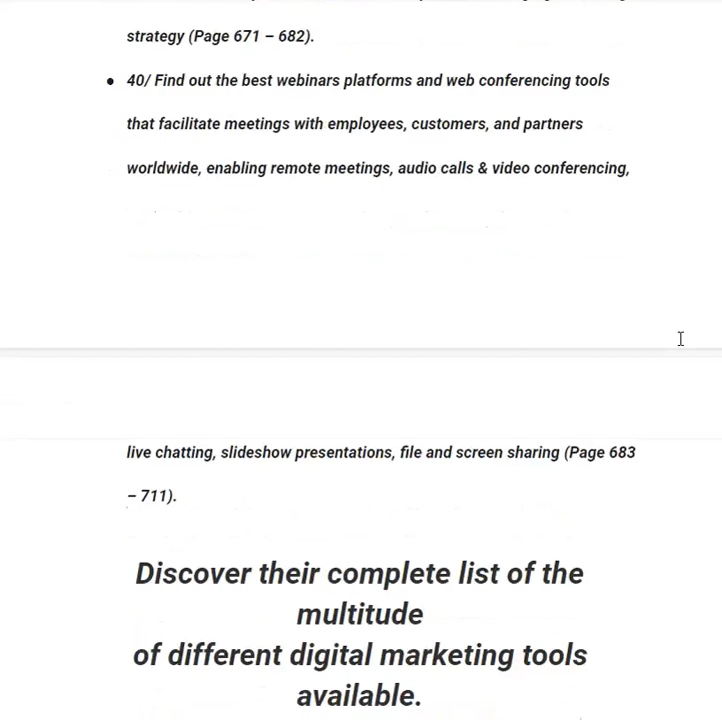 strategy (Page 671 – 682).
● 40/ Find out the best webinars platforms and web conferencing tools
that facilitate meetings with employees, customers, and partners
worldwide, enabling remote meetings, audio calls & video conferencing,
live chatting, slideshow presentations, file and screen sharing (Page 683
– 711).
Discover their complete list of the
multitude
of different digital marketing tools
available.